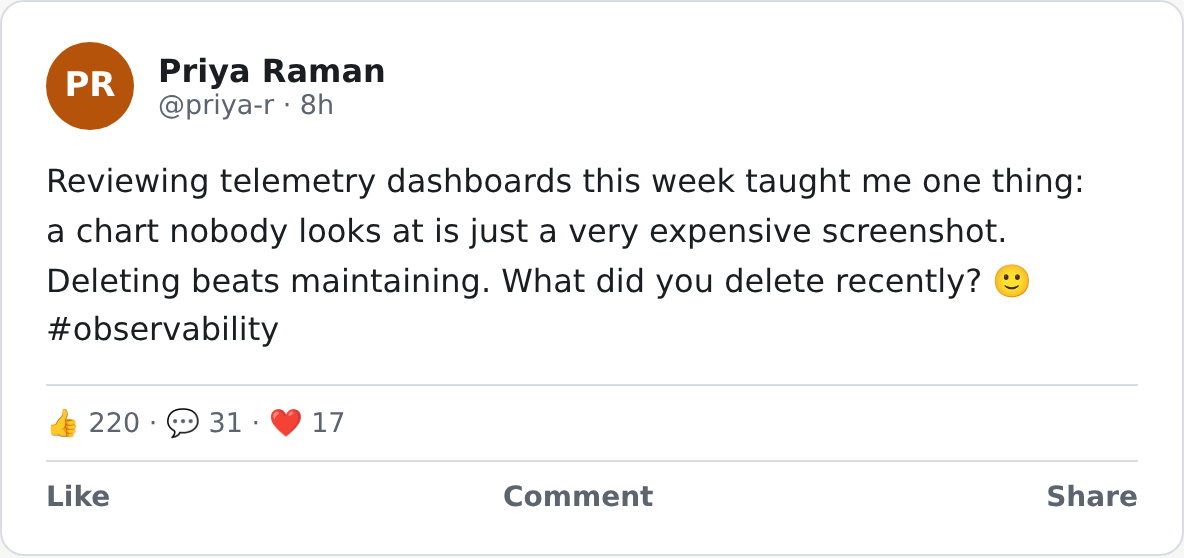 PR
Priya Raman
@priya-r · 8h
Reviewing telemetry dashboards this week taught me one thing:
a chart nobody looks at is just a very expensive screenshot.
Deleting beats maintaining. What did you delete recently? 🙂
#observability
👍 220 · 💬 31 · ❤️ 17
Like Comment Share